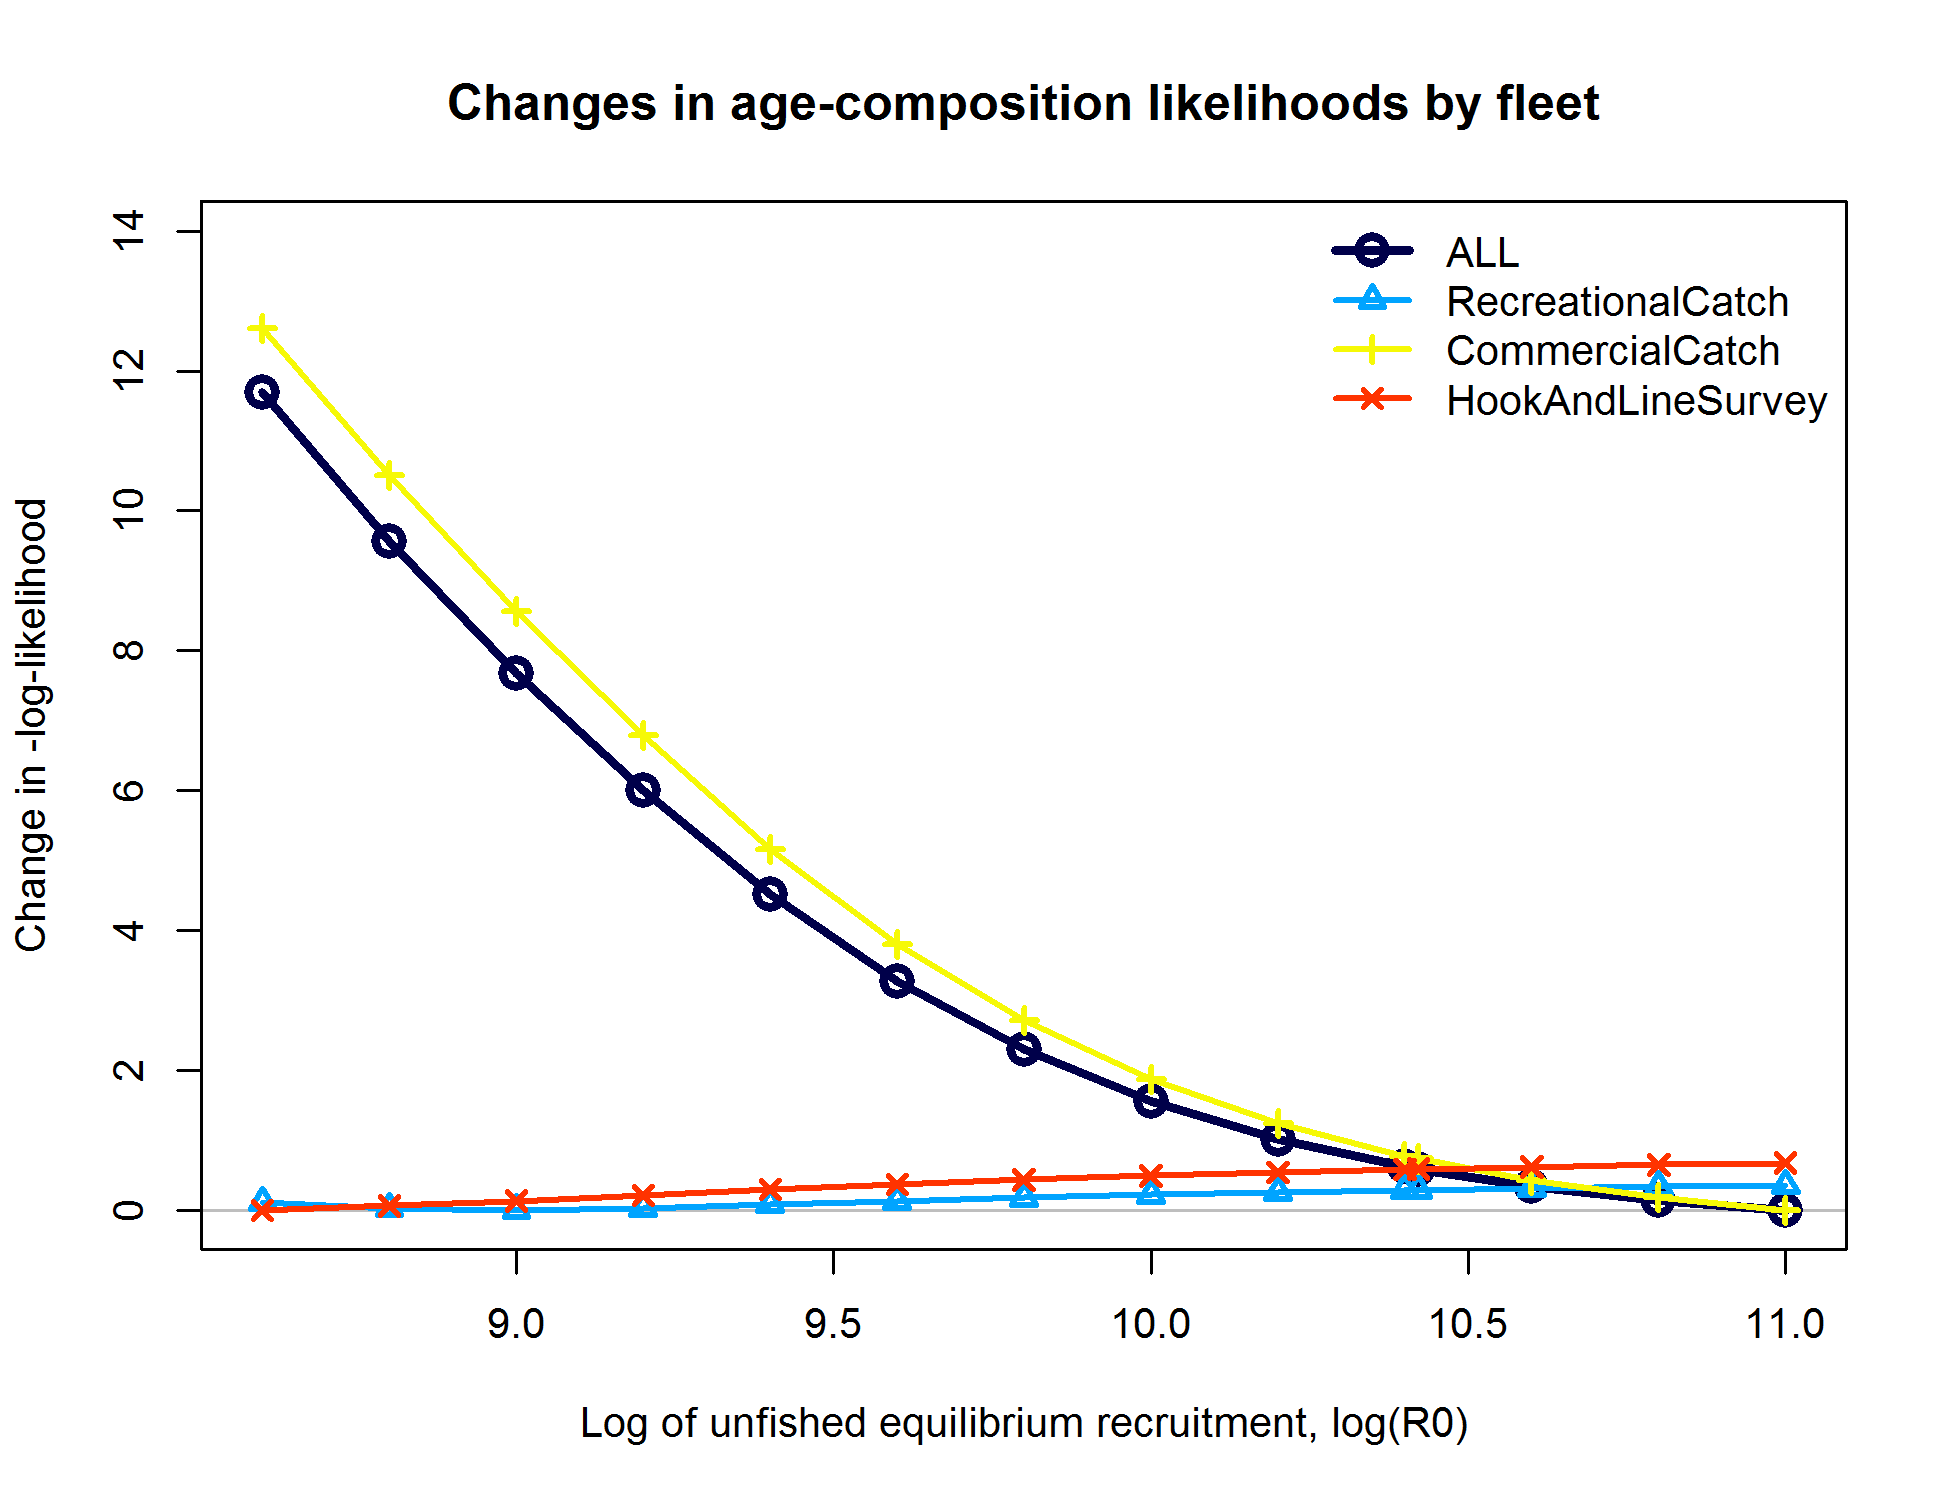 Changes in age-composition likelihoods by fleet
ALL
RecreationalCatch
CommercialCatch
HookAndLineSurvey
Change in -log-likelihood
14
12
10
8
6
4
2
0
9.0 9.5 10.0 10.5 11.0
Log of unfished equilibrium recruitment, log(R0)